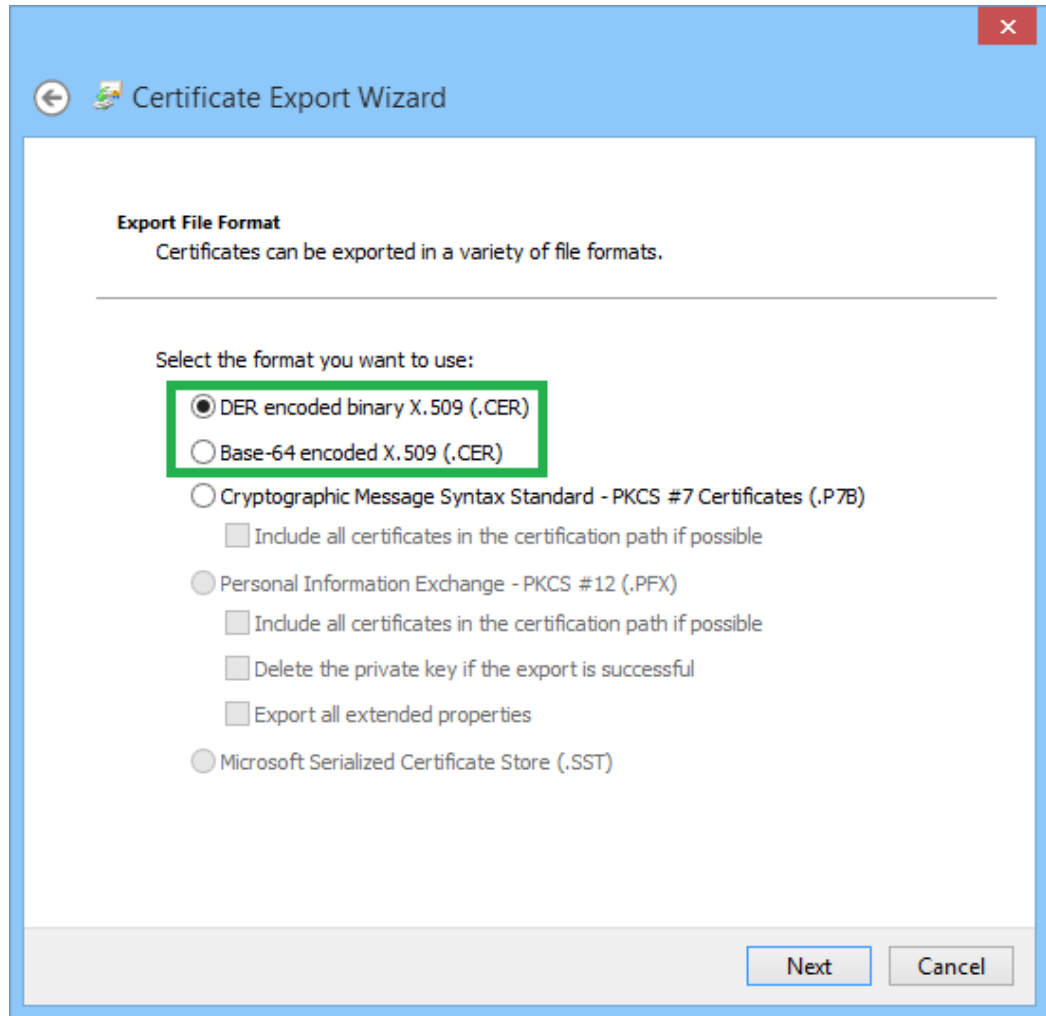 Certificate Export Wizard
Export File Format
Certificates can be exported in a variety of file formats.
Select the format you want to use:
DER encoded binary X.509 (.CER)
Base-64 encoded X.509 (.CER)
Cryptographic Message Syntax Standard - PKCS #7 Certificates (.P7B)
Include all certificates in the certification path if possible
Personal Information Exchange - PKCS #12 (.PFX)
Include all certificates in the certification path if possible
Delete the private key if the export is successful
Export all extended properties
Microsoft Serialized Certificate Store (.SST)
Next Cancel